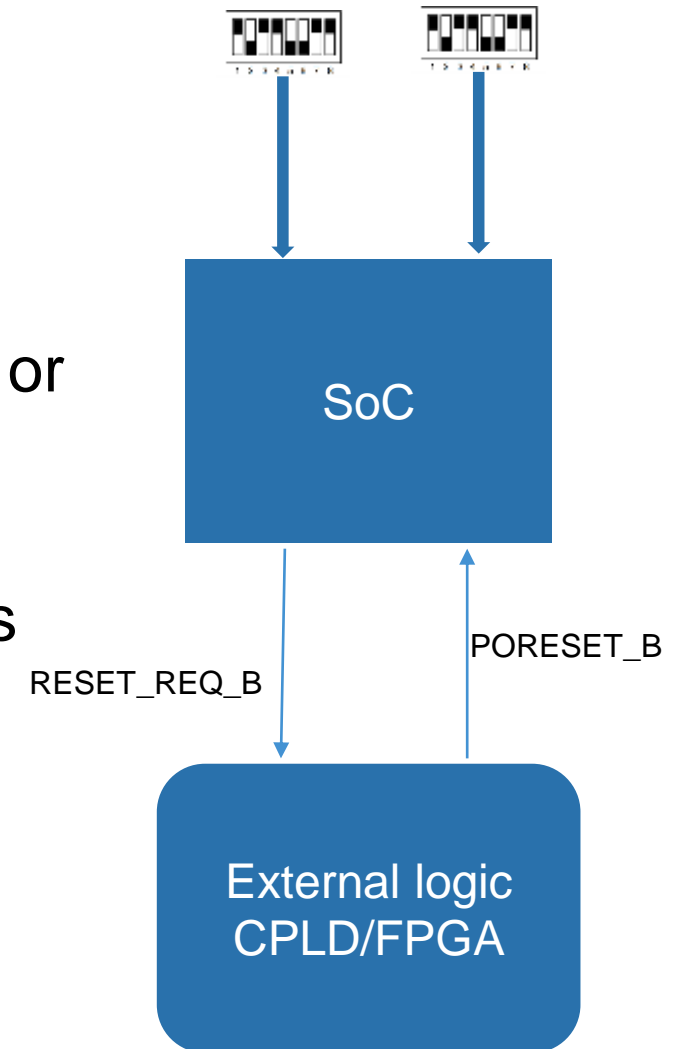 or
SoC
s
PORESET_B
RESET_REQ_B
External logic
CPLD/FPGA